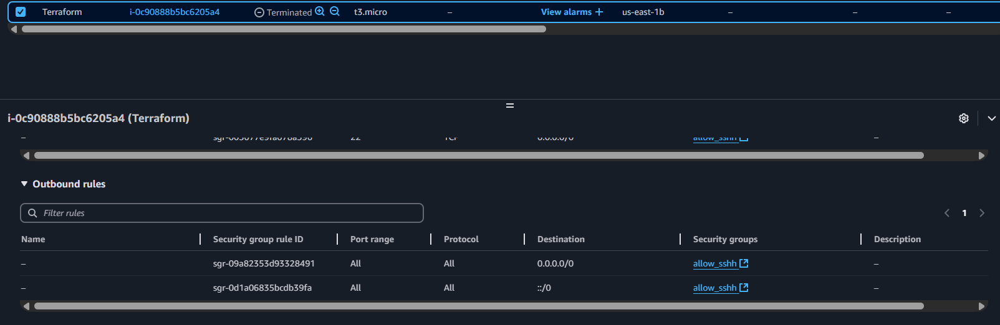 Terraform i-0c90888b5bc6205a4 Terminated t3.micro – View alarms + us-east-1b – – –
i-0c90888b5bc6205a4 (Terraform)
– 22 TCP 0.0.0.0/0 allow_sshh –
Outbound rules
Filter rules
1
Name Security group rule ID Port range Protocol Destination Security groups Description
– sgr-09a82353d93328491 All All 0.0.0.0/0 allow_sshh –
– sgr-0d1a06835bcdb39fa All All ::/0 allow_sshh –